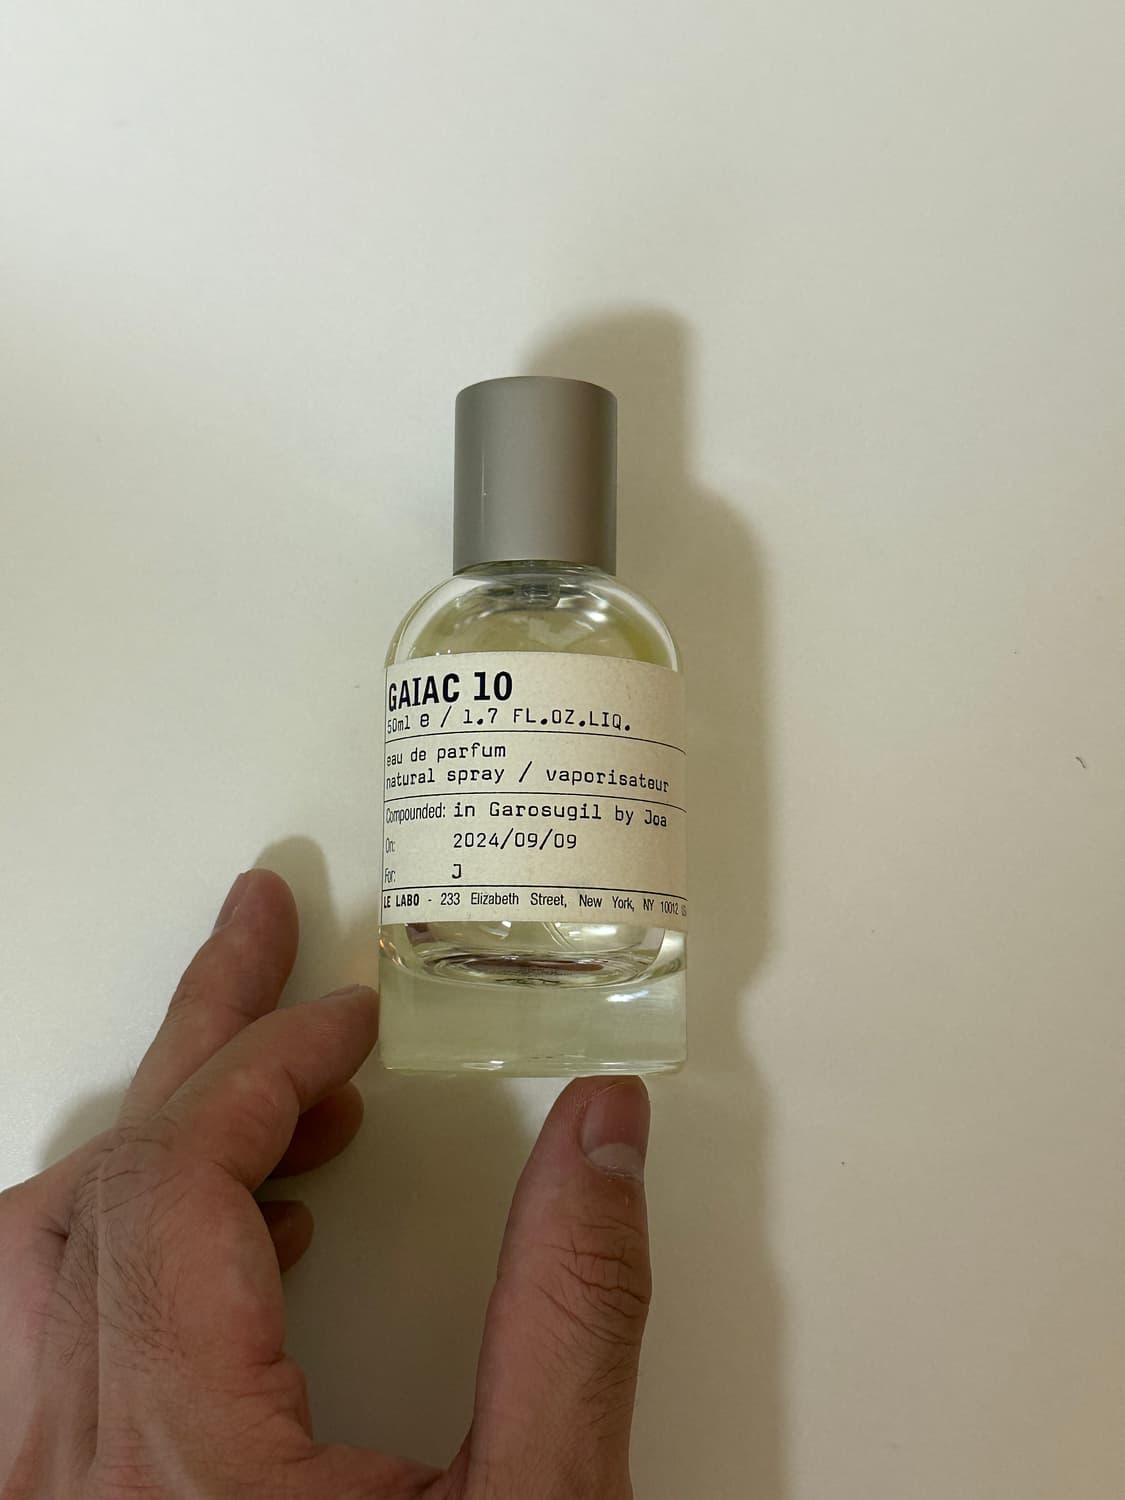 GAIAC 10
50ml e / 1.7 FL.OZ.LIQ.
eau de parfum
natural spray / vaporisateur
Compounded: in Garosugil by Joa
On: 2024/09/09
For: J
LE LABO - 233 Elizabeth Street, New York, NY 10012